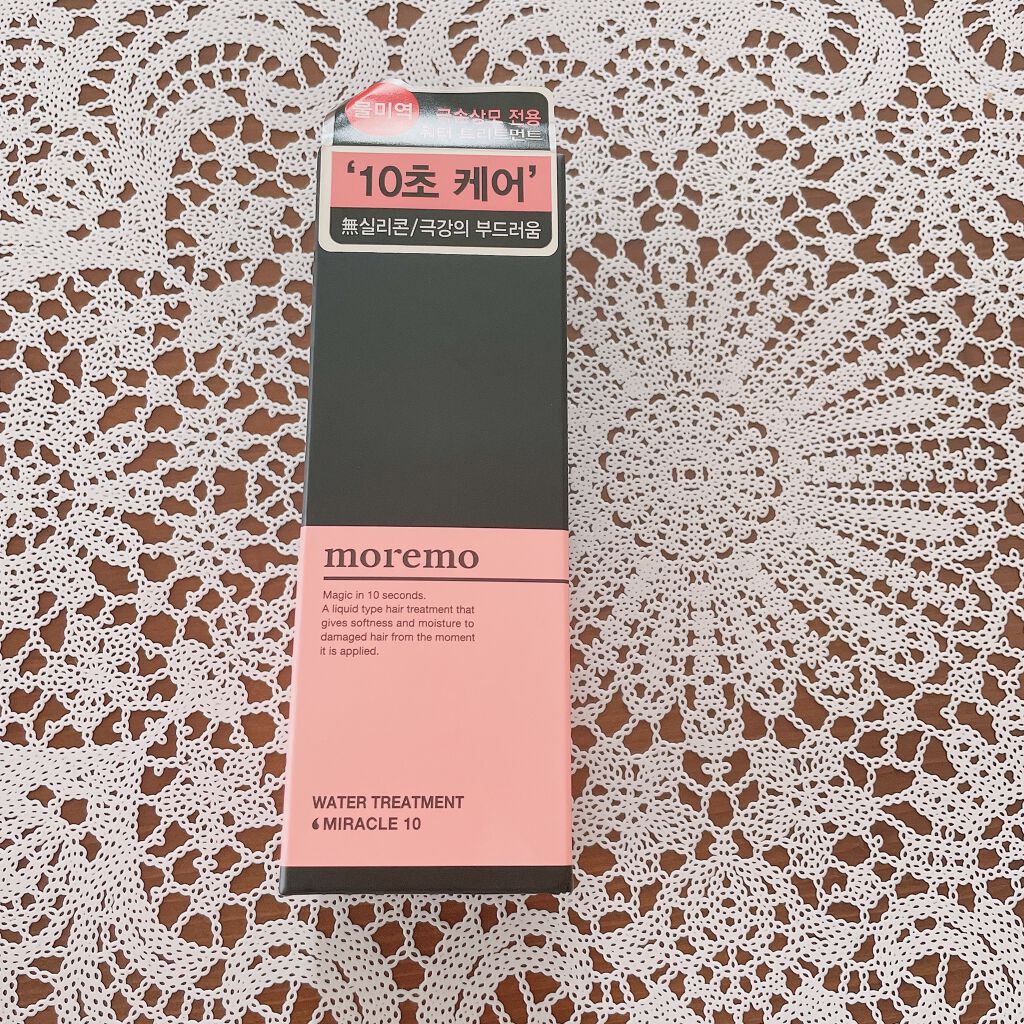 물미역
극손상모 전용
워터 트리트먼트
‘10초 케어’
無실리콘/극강의 부드러움
moremo
Magic in 10 seconds.
A liquid type hair treatment that
gives softness and moisture to
damaged hair from the moment
it is applied.
WATER TREATMENT
MIRACLE 10